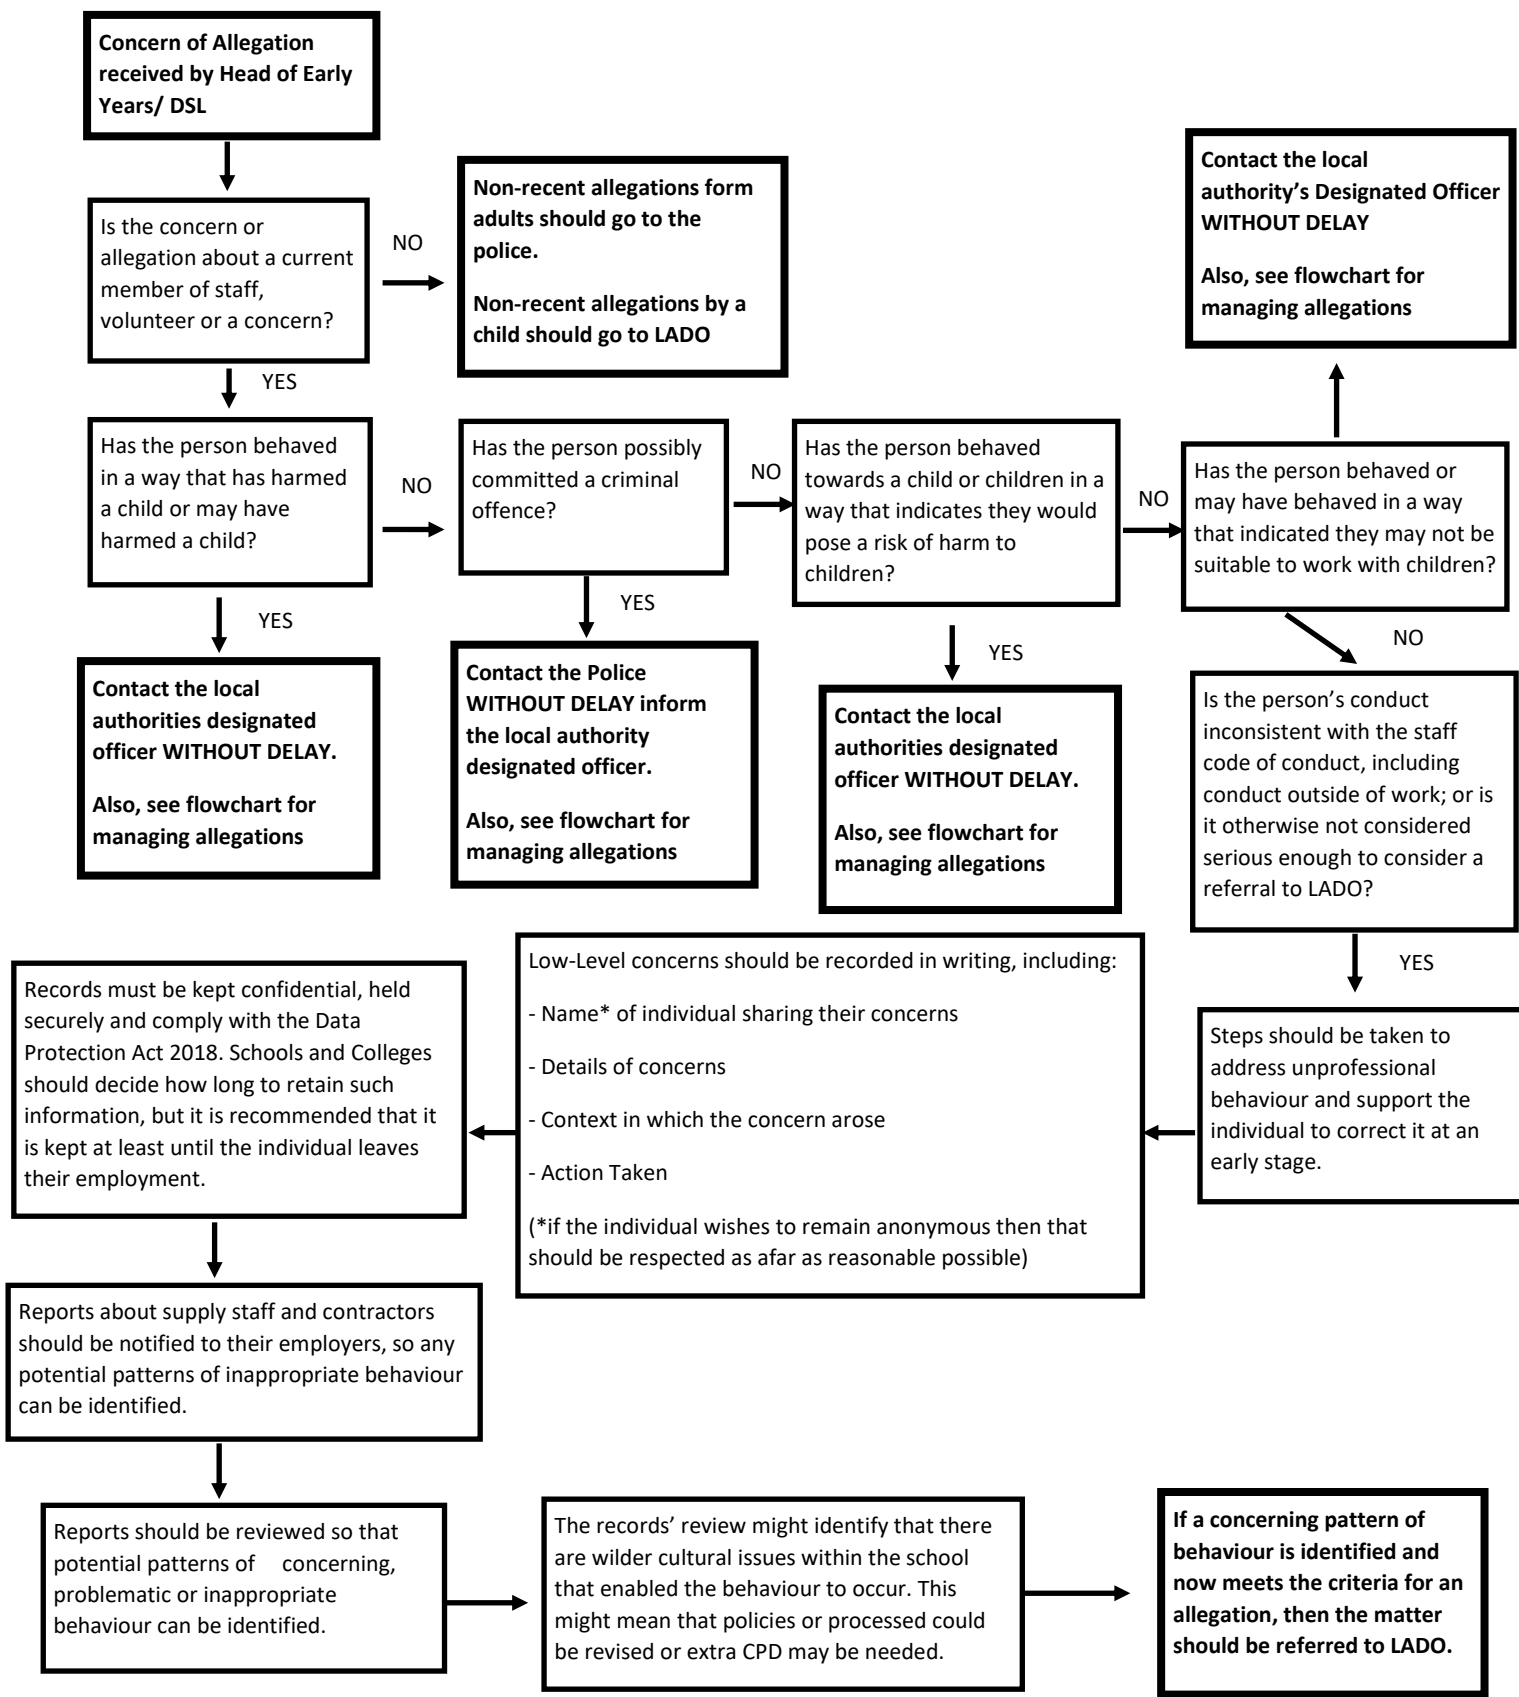 Concern of Allegation
received by Head of Early
Years/ DSL
Is the concern or
allegation about a current
member of staff,
volunteer or a concern?
NO
Non-recent allegations form
adults should go to the
police.
Non-recent allegations by a
child should go to LADO
YES
Has the person behaved
in a way that has harmed
a child or may have
harmed a child?
NO
Has the person possibly
committed a criminal
offence?
NO
Has the person behaved
towards a child or children in a
way that indicates they would
pose a risk of harm to
children?
NO
Has the person behaved or
may have behaved in a way
that indicated they may not be
suitable to work with children?
Contact the local
authority’s Designated Officer
WITHOUT DELAY
Also, see flowchart for
managing allegations
YES
Contact the local
authorities designated
officer WITHOUT DELAY.
Also, see flowchart for
managing allegations
YES
Contact the Police
WITHOUT DELAY inform
the local authority
designated officer.
Also, see flowchart for
managing allegations
YES
Contact the local
authorities designated
officer WITHOUT DELAY.
Also, see flowchart for
managing allegations
NO
Is the person’s conduct
inconsistent with the staff
code of conduct, including
conduct outside of work; or is
it otherwise not considered
serious enough to consider a
referral to LADO?
YES
Steps should be taken to
address unprofessional
behaviour and support the
individual to correct it at an
early stage.
Low-Level concerns should be recorded in writing, including:
- Name* of individual sharing their concerns
- Details of concerns
- Context in which the concern arose
- Action Taken
(*if the individual wishes to remain anonymous then that
should be respected as afar as reasonable possible)
Records must be kept confidential, held
securely and comply with the Data
Protection Act 2018. Schools and Colleges
should decide how long to retain such
information, but it is recommended that it
is kept at least until the individual leaves
their employment.
Reports about supply staff and contractors
should be notified to their employers, so any
potential patterns of inappropriate behaviour
can be identified.
Reports should be reviewed so that
potential patterns of concerning,
problematic or inappropriate
behaviour can be identified.
The records’ review might identify that there
are wilder cultural issues within the school
that enabled the behaviour to occur. This
might mean that policies or processed could
be revised or extra CPD may be needed.
If a concerning pattern of
behaviour is identified and
now meets the criteria for an
allegation, then the matter
should be referred to LADO.